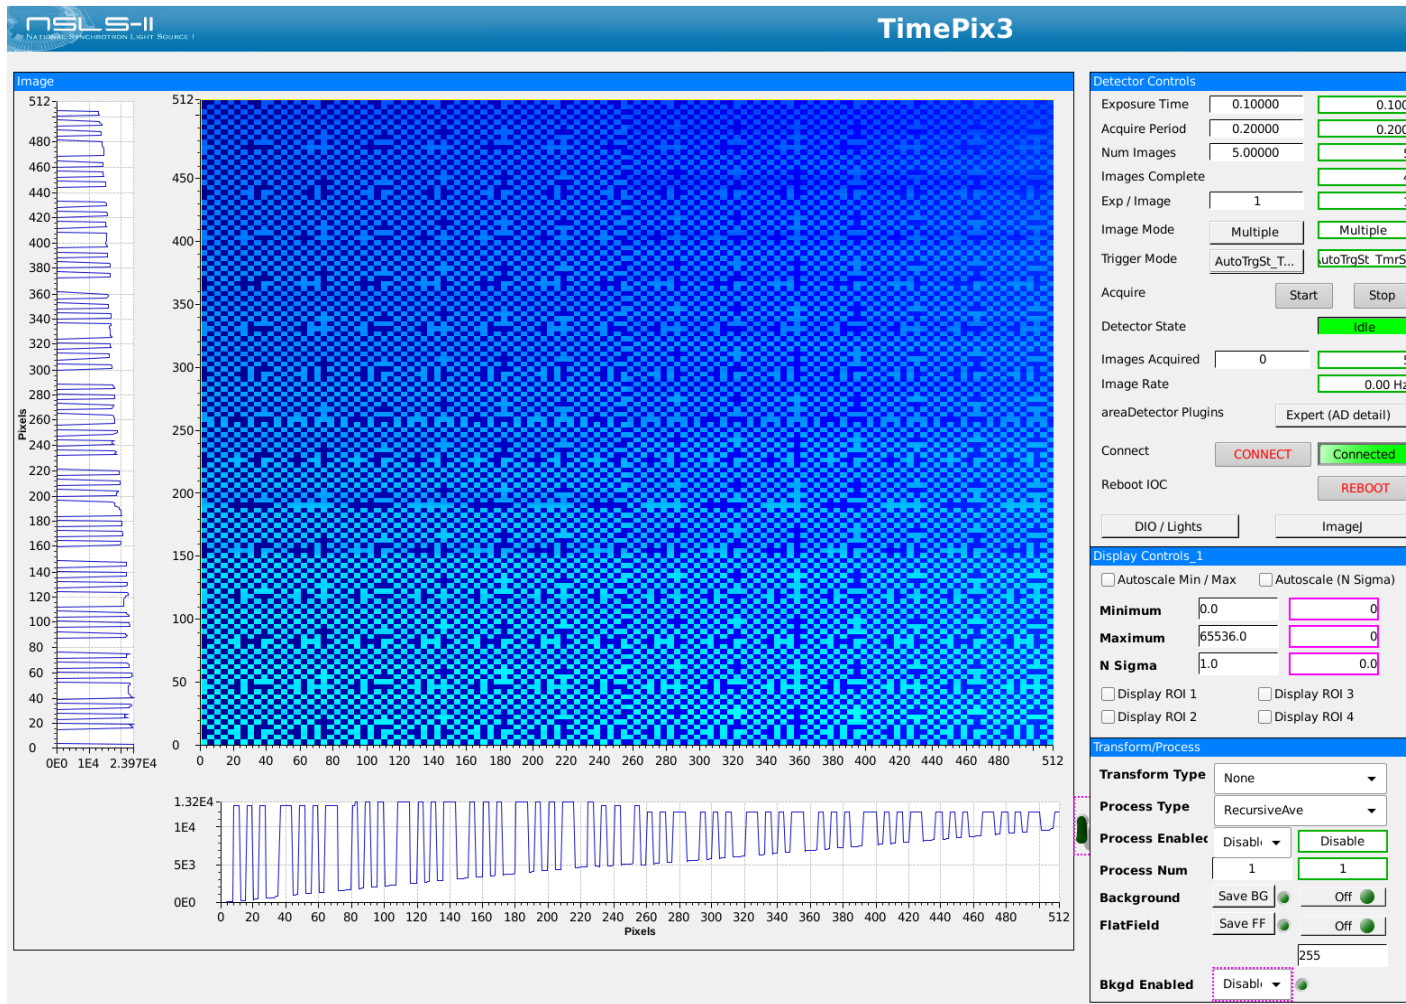 NSLS-II
NATIONAL SYNCHROTRON LIGHT SOURCE II
TimePix3
Image
512
480
460
440
420
400
380
360
340
320
300
280
260
240
220
200
180
160
140
120
100
80
60
40
20
0
Pixels
0E0 1E4 2.397E4
512
450
400
350
300
250
200
150
100
50
0
0 20 40 60 80 100 120 140 160 180 200 220 240 260 280 300 320 340 360 380 400 420 440 460 480 512
1.32E4
1E4
5E3
0E0
0 20 40 60 80 100 120 140 160 180 200 220 240 260 280 300 320 340 360 380 400 420 440 460 480 512
Pixels
Detector Controls
Exposure Time 0.10000 0.100
Acquire Period 0.20000 0.200
Num Images 5.00000
Images Complete
Exp / Image 1
Image Mode Multiple Multiple
Trigger Mode AutoTrgSt_T... utoTrgSt_TmrS
Acquire Start Stop
Detector State Idle
Images Acquired 0
Image Rate 0.00 Hz
areaDetector Plugins Expert (AD detail)
Connect CONNECT Connected
Reboot IOC REBOOT
DIO / Lights ImageJ
Display Controls_1
Autoscale Min / Max Autoscale (N Sigma)
Minimum 0.0 0
Maximum 65536.0 0
N Sigma 1.0 0.0
Display ROI 1 Display ROI 3
Display ROI 2 Display ROI 4
Transform/Process
Transform Type None
Process Type RecursiveAve
Process Enabled Disabl Disable
Process Num 1 1
Background Save BG Off
FlatField Save FF Off
255
Bkgd Enabled Disabl